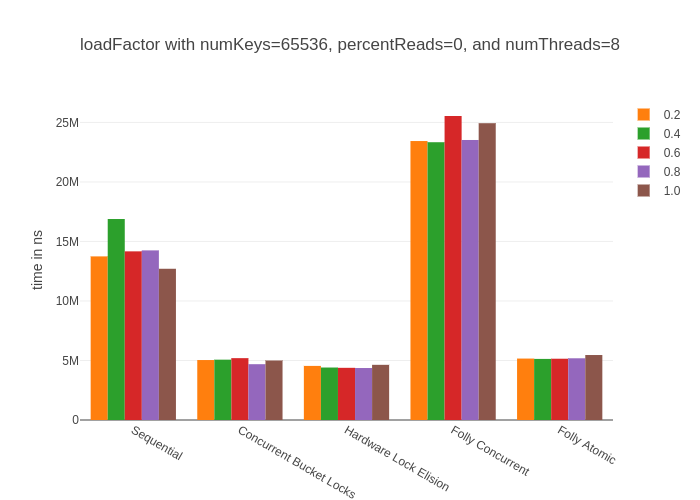 loadFactor with numKeys=65536, percentReads=0, and numThreads=8
25M
20M
15M
10M
5M
0
time in ns
Sequential
Concurrent Bucket Locks
Hardware Lock Elision
Folly Concurrent
Folly Atomic
0.2
0.4
0.6
0.8
1.0